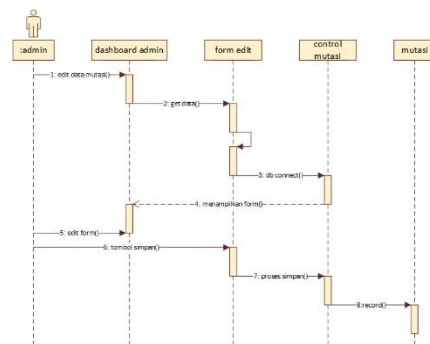 :admin
dashboard admin
form edit
control
mutasi
mutasi
1: edit data mutasi()
2: get data()
3: db connect()
4: menampilkan form()
5: edit form()
6: tombol simpan()
7: proses simpan()
8:record()